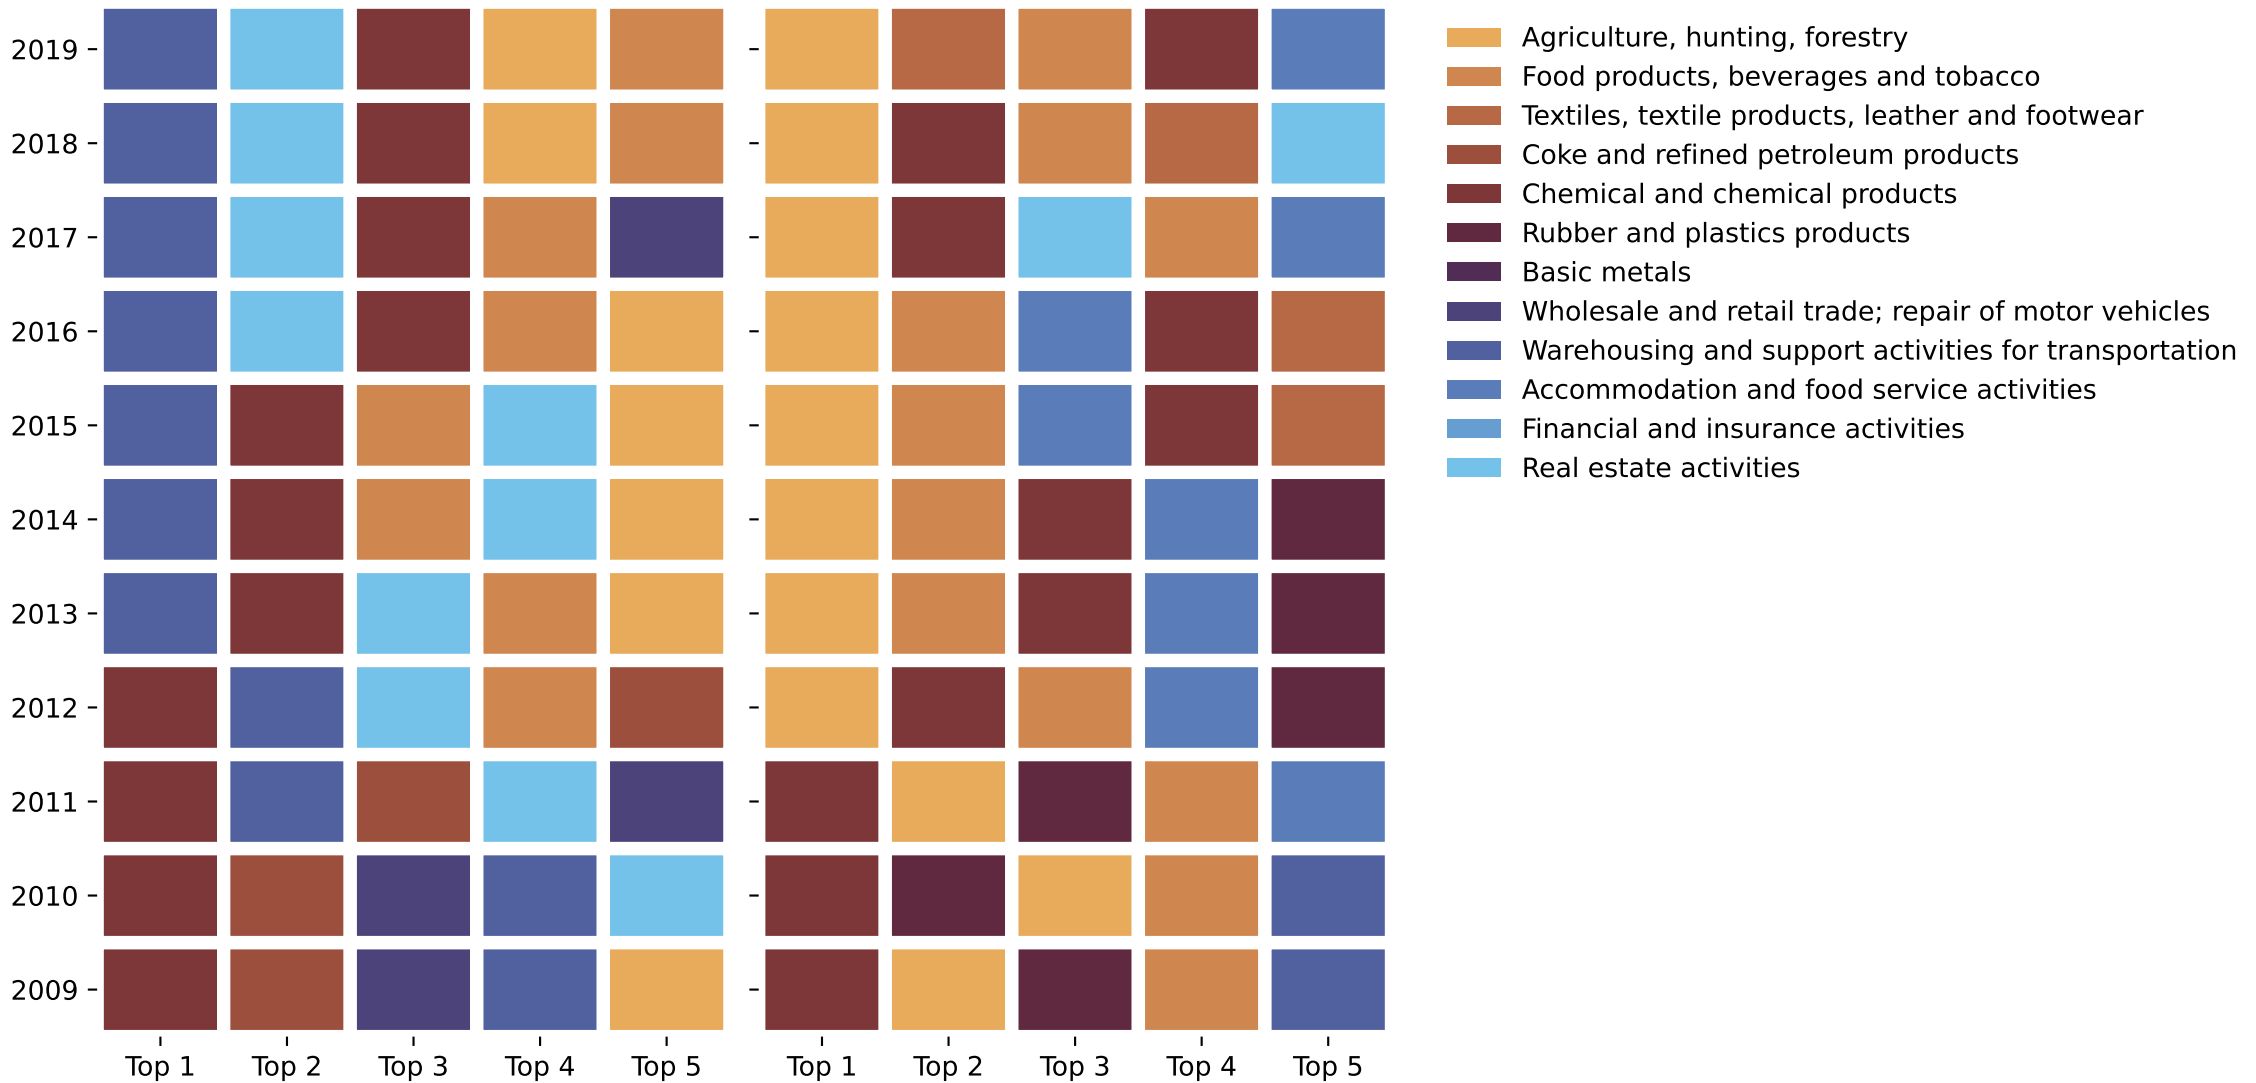 2019
2018
2017
2016
2015
2014
2013
2012
2011
2010
2009
Top 1 Top 2 Top 3 Top 4 Top 5 Top 1 Top 2 Top 3 Top 4 Top 5
Agriculture, hunting, forestry
Food products, beverages and tobacco
Textiles, textile products, leather and footwear
Coke and refined petroleum products
Chemical and chemical products
Rubber and plastics products
Basic metals
Wholesale and retail trade; repair of motor vehicles
Warehousing and support activities for transportation
Accommodation and food service activities
Financial and insurance activities
Real estate activities